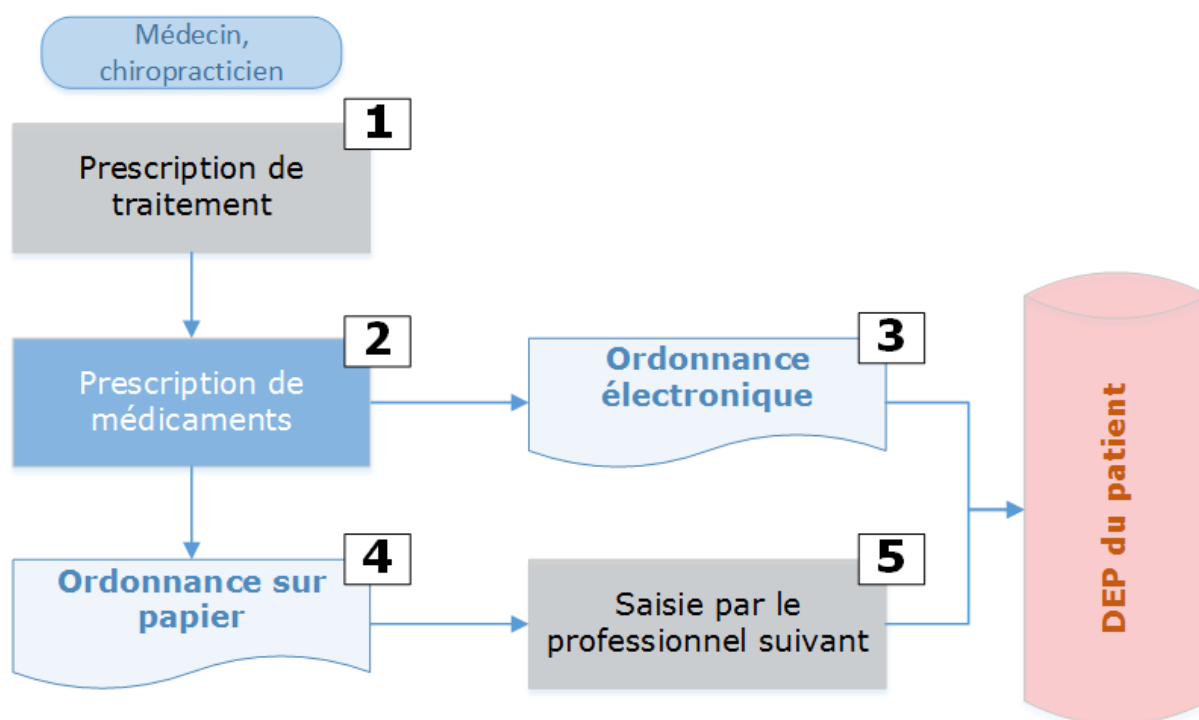 Médecin,
chiropracticien
1
Prescription de
traitement
2
Prescription de
médicaments
3
Ordonnance
électronique
4
Ordonnance sur
papier
5
Saisie par le
professionnel suivant
DEP du patient